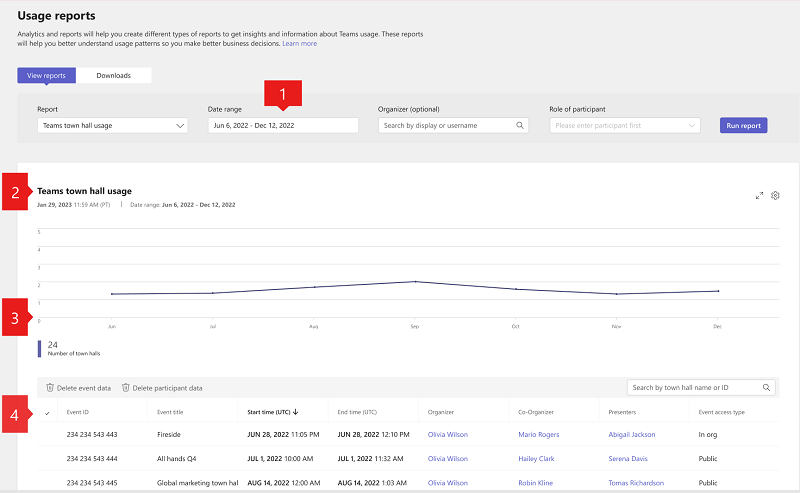 Usage reports
Analytics and reports will help you create different types of reports to get insights and information about Teams usage. These reports
will help you better understand usage patterns so you make better business decisions. Learn more
View reports Downloads
1
Report Date range Organizer (optional) Role of participant
Teams town hall usage Jun 6, 2022 - Dec 12, 2022 Search by display or username Please enter participant first Run report
2 Teams town hall usage
Jan 29, 2023 11:59 AM (PT) | Date range: Jun 6, 2022 - Dec 12, 2022
5
4
3
2
1
3 0
Jun Jul Aug Sep Oct Nov Dec
24
Number of town halls
Delete event data Delete participant data Search by town hall name or ID
4 Event ID Event title Start time (UTC) ↓ End time (UTC) Organizer Co-Organizer Presenters Event access type
234 234 543 443 Fireside JUN 28, 2022 11:05 PM JUN 28, 2022 12:10 PM Olivia Wilson Mario Rogers Abigail Jackson In org
234 234 543 444 All hands Q4 JUL 1, 2022 10:00 AM JUL 1, 2022 11:32 AM Olivia Wilson Hailey Clark Serena Davis Public
234 234 543 445 Global marketing town hal AUG 14, 2022 12:00 AM AUG 14, 2022 1:03 AM Olivia Wilson Robin Kline Tomas Richardson Public